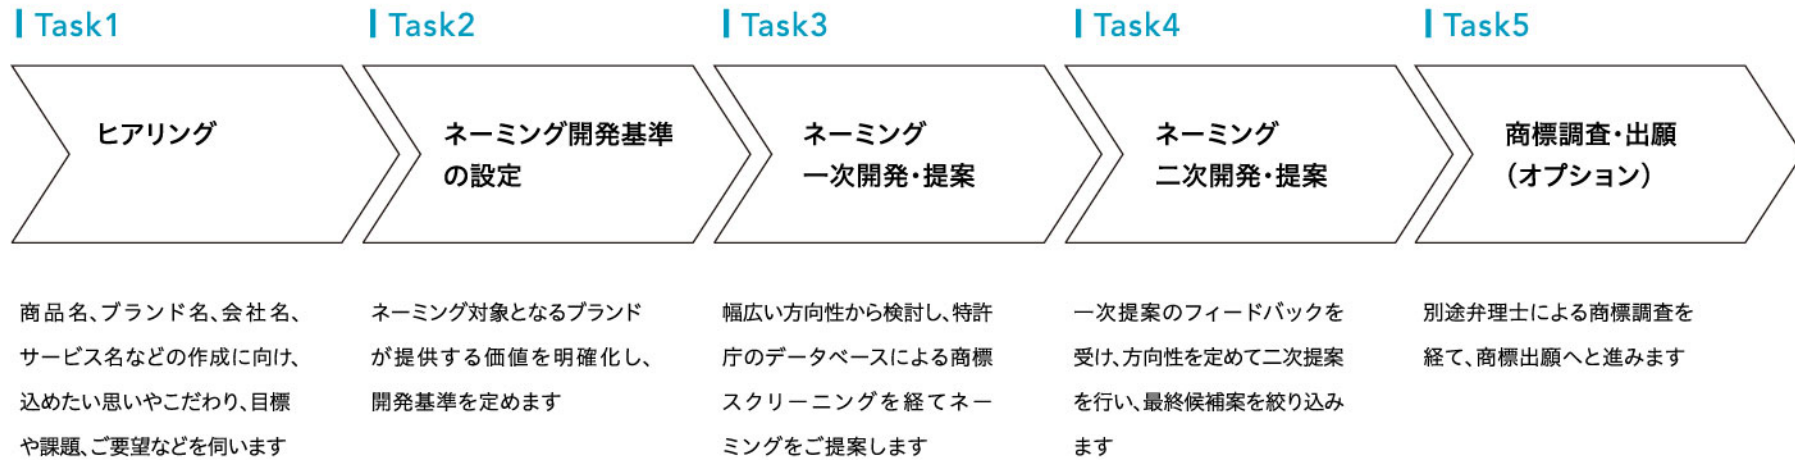 Task1
ヒアリング
商品名、ブランド名、会社名、
サービス名などの作成に向け、
込めたい思いやこだわり、目標
や課題、ご要望などを伺います
Task2
ネーミング開発基準
の設定
ネーミング対象となるブランド
が提供する価値を明確化し、
開発基準を定めます
Task3
ネーミング
一次開発・提案
幅広い方向性から検討し、特許
庁のデータベースによる商標
スクリーニングを経てネー
ミングをご提案します
Task4
ネーミング
二次開発・提案
一次提案のフィードバックを
受け、方向性を定めて二次提案
を行い、最終候補案を絞り込み
ます
Task5
商標調査・出願
（オプション）
別途弁理士による商標調査を
経て、商標出願へと進みます